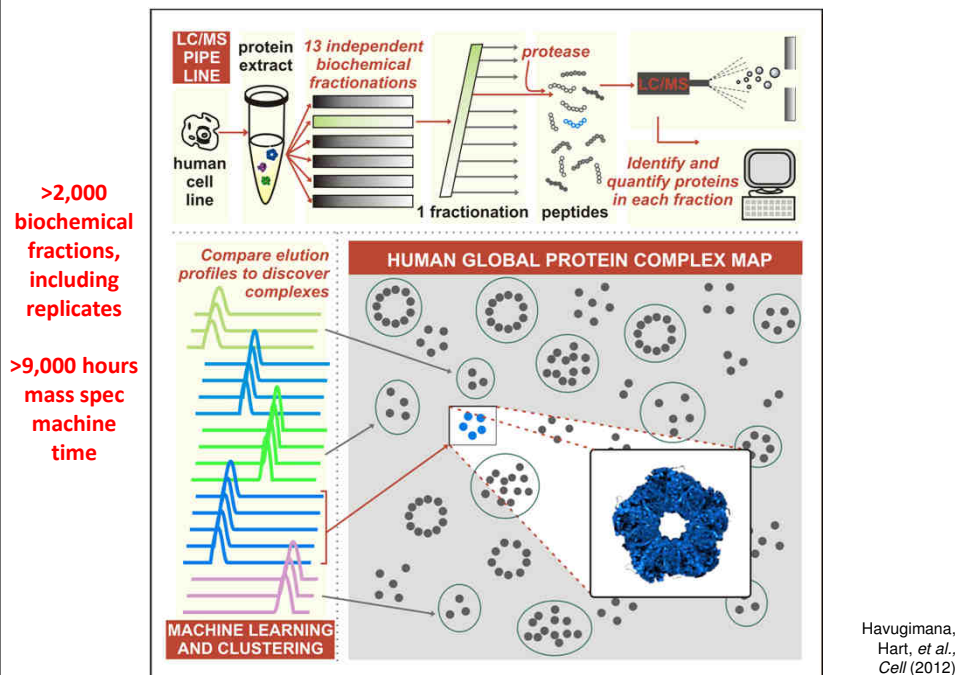 LC/MS
PIPE
LINE
protein
extract
13 independent
biochemical
fractionations
protease
LC/MS
human
cell
line
1 fractionation
peptides
Identify and
quantify proteins
in each fraction
>2,000
biochemical
fractions,
including
replicates
>9,000 hours
mass spec
machine
time
Compare elution
profiles to discover
complexes
HUMAN GLOBAL PROTEIN COMPLEX MAP
MACHINE LEARNING
AND CLUSTERING
Havugimana,
Hart, et al.,
Cell (2012)